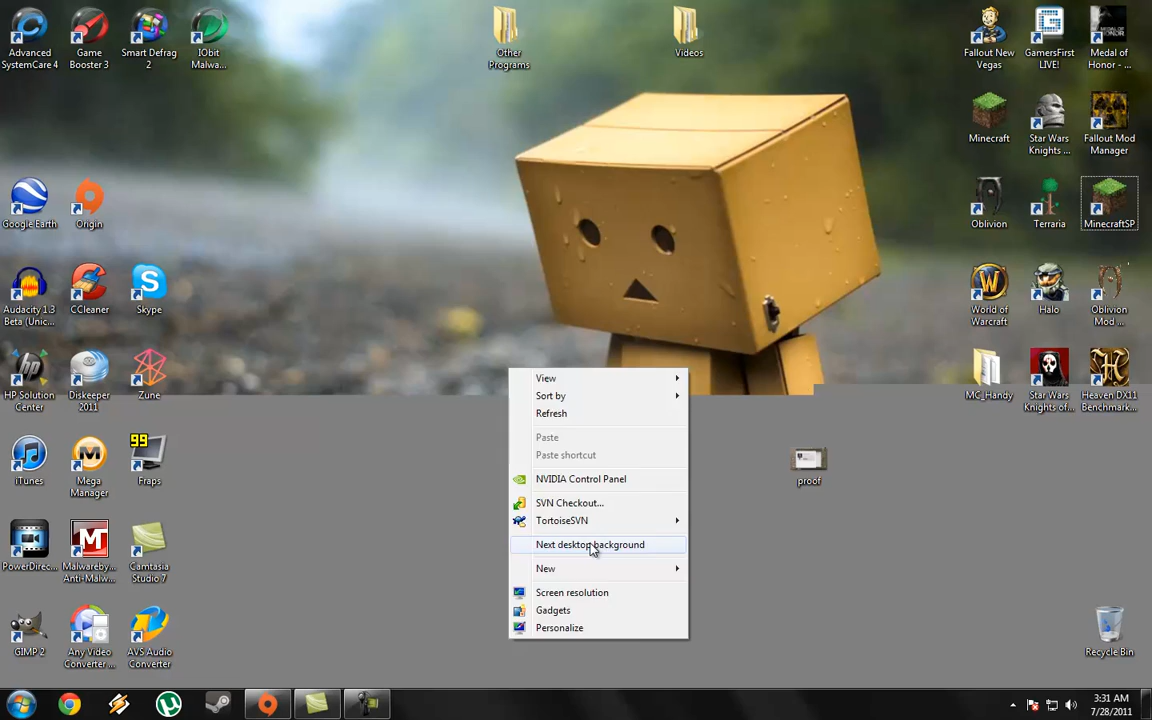 Advanced
SystemCare 4
Game
Booster 3
Smart Defrag
2
IObit
Malwa...
Other
Programs
Videos
Fallout New
Vegas
GamersFirst
LIVE!
Medal of
Honor - ...
Minecraft
Star Wars
Knights ...
Fallout Mod
Manager
Google Earth
Origin
Oblivion
Terraria
MinecraftSP
Audacity 1.3
Beta (Unic...
CCleaner
Skype
World of
Warcraft
Halo
Oblivion
Mod ...
HP Solution
Center
Diskeeper
2011
Zune
MC_Handy
Star Wars
Knights of...
Heaven DX11
Benchmark...
View
Sort by
Refresh
Paste
Paste shortcut
NVIDIA Control Panel
SVN Checkout...
TortoiseSVN
Next desktop background
New
Screen resolution
Gadgets
Personalize
99
iTunes
Mega
Manager
Fraps
proof
PowerDirec...
Malwareby...
Anti-Malw...
Camtasia
Studio 7
GIMP 2
Any Video
Converter ...
AVS Audio
Converter
Recycle Bin
3:31 AM
7/28/2011